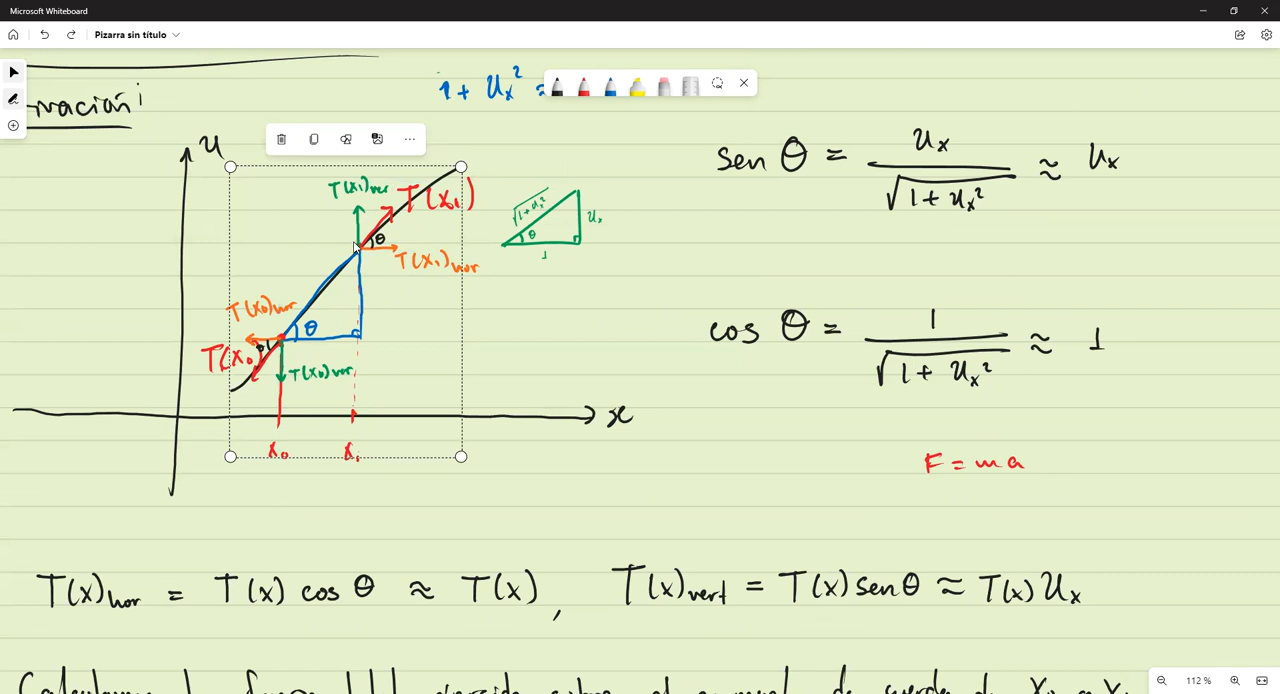 Microsoft Whiteboard
Pizarra sin título
1 + Ux² ≈
u
T(x₁)ver
T(x₁)
θ
T(x₁)hor
√1+ux²
θ
ux
1
T(x₀)hor
θ
T(x₀)
T(x₀)ver
x
x₀ x₁
sen θ = ux / √1 + ux² ≈ ux
cos θ = 1 / √1 + ux² ≈ 1
F = ma
T(x)hor = T(x) cos θ ≈ T(x), T(x)vert = T(x) sen θ ≈ T(x) Ux
112 %